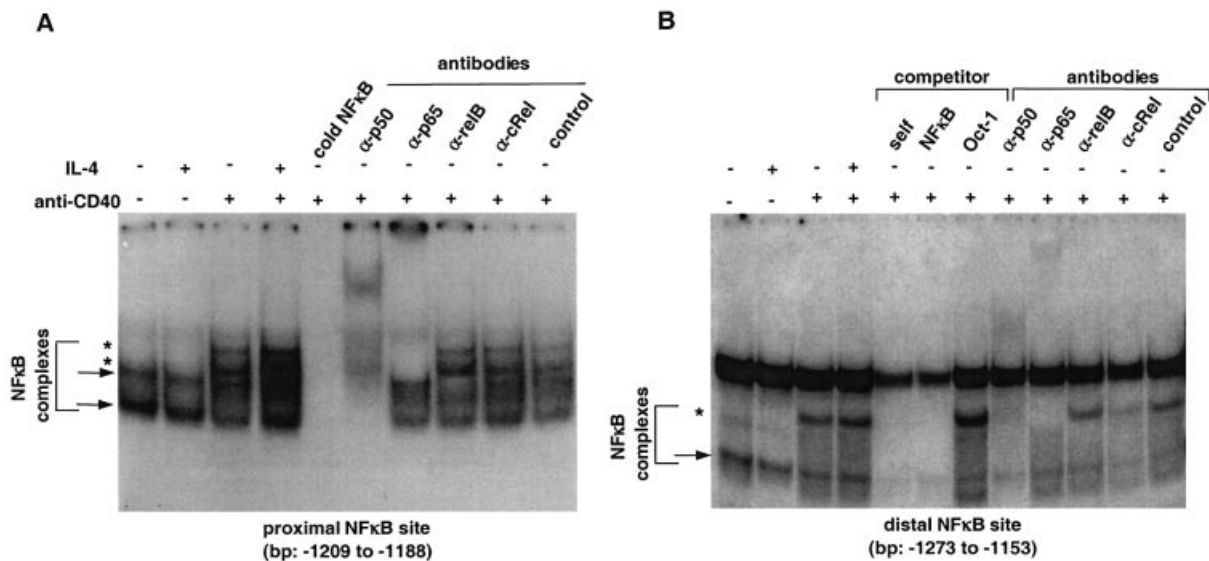 A
antibodies
cold NFκB
α-p50
α-p65
α-relB
α-cRel
control
IL-4 - + - + - - - - - -
anti-CD40 - - + + + + + + + +
NFκB complexes
*
*
proximal NFκB site
(bp: -1209 to -1188)
B
competitor antibodies
self
NFκB
Oct-1
α-p50
α-p65
α-relB
α-cRel
control
- + - + - - - - - - - -
- - + + + + + + + + + +
NFκB complexes
*
distal NFκB site
(bp: -1273 to -1153)